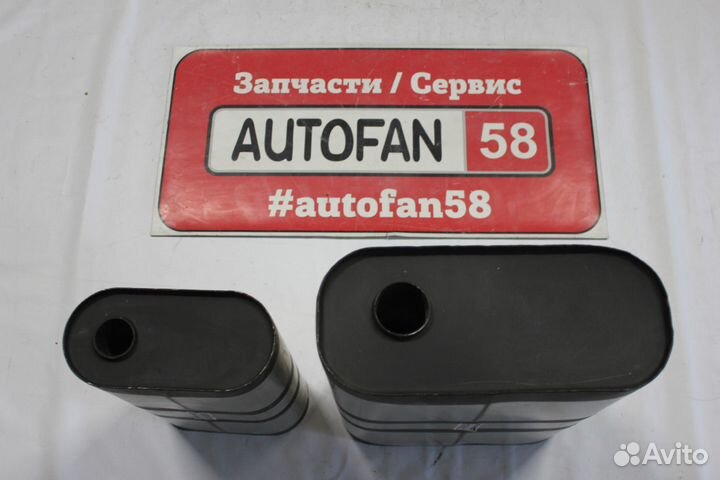 Запчасти / Сервис
AUTOFAN 58
#autofan58
Avito